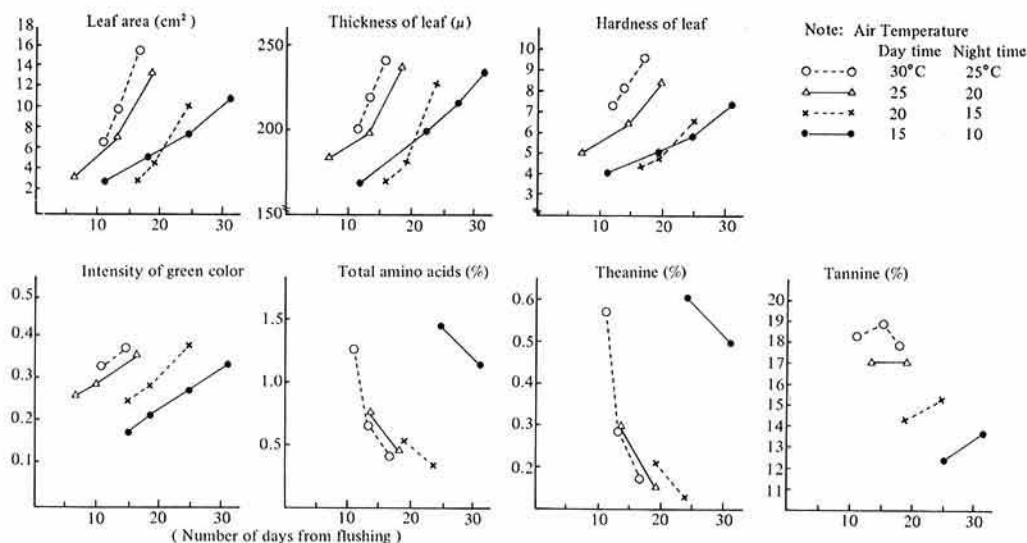 Leaf area (cm²)
18
16
14
12
10
8
6
4
2
10 20 30
Thickness of leaf (μ)
250
200
150
10 20 30
Hardness of leaf
10
9
8
7
6
5
4
3
2
10 20 30
Note: Air Temperature
Day time Night time
30°C 25°C
25 20
20 15
15 10
Intensity of green color
0.5
0.4
0.3
0.2
0.1
10 20 30
Total amino acids (%)
1.5
1.0
0.5
10 20 30
Theanine (%)
0.6
0.5
0.4
0.3
0.2
10 20 30
Tannine (%)
20
19
18
17
16
15
14
13
12
11
10 20 30
( Number of days from flushing )